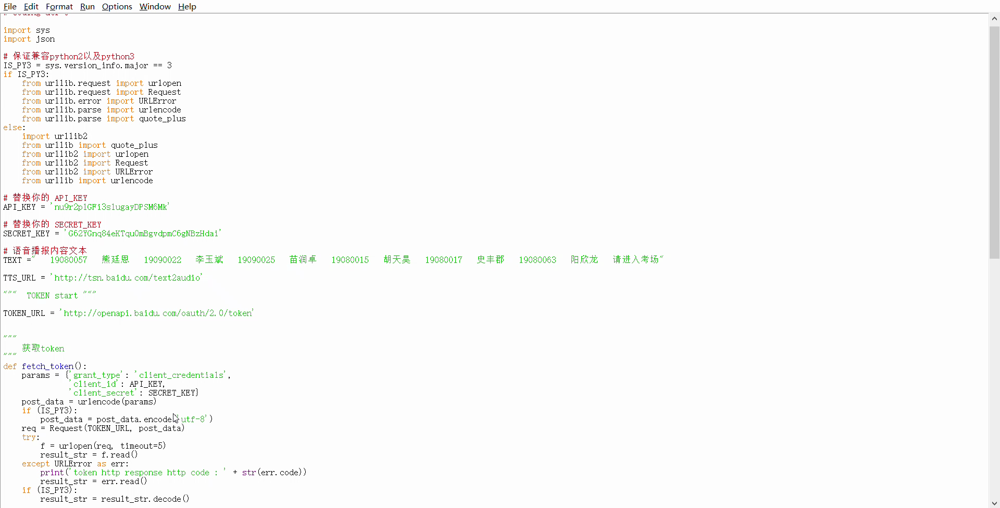 File Edit Format Run Options Window Help
import sys
import json
# 保证兼容python2以及python3
IS_PY3 = sys.version_info.major == 3
if IS_PY3:
    from urllib.request import urlopen
    from urllib.request import Request
    from urllib.error import URLError
    from urllib.parse import urlencode
    from urllib.parse import quote_plus
else:
    import urllib2
    from urllib import quote_plus
    from urllib2 import urlopen
    from urllib2 import Request
    from urllib2 import URLError
    from urllib import urlencode
# 替换你的 API_KEY
API_KEY = 'nu9r2plGFi3slugayDPSM6Mk'
# 替换你的 SECRET_KEY
SECRET_KEY = 'G62YGnq84eKTqu0mBgvdpmC6gNBzHdai'
# 语音播报内容文本
TEXT ="   19080057   熊廷恩   19090022   李玉斌   19090025   苗润卓   19080015   胡天昊   19080017   史丰郡   19080063   阳欣龙   请进入考场"
TTS_URL = 'http://tsn.baidu.com/text2audio'
"""  TOKEN start """
TOKEN_URL = 'http://openapi.baidu.com/oauth/2.0/token'
"""
    获取token
"""
def fetch_token():
    params = {'grant_type': 'client_credentials',
              'client_id': API_KEY,
              'client_secret': SECRET_KEY}
    post_data = urlencode(params)
    if (IS_PY3):
        post_data = post_data.encode('utf-8')
    req = Request(TOKEN_URL, post_data)
    try:
        f = urlopen(req, timeout=5)
        result_str = f.read()
    except URLError as err:
        print('token http response http code : ' + str(err.code))
        result_str = err.read()
    if (IS_PY3):
        result_str = result_str.decode()